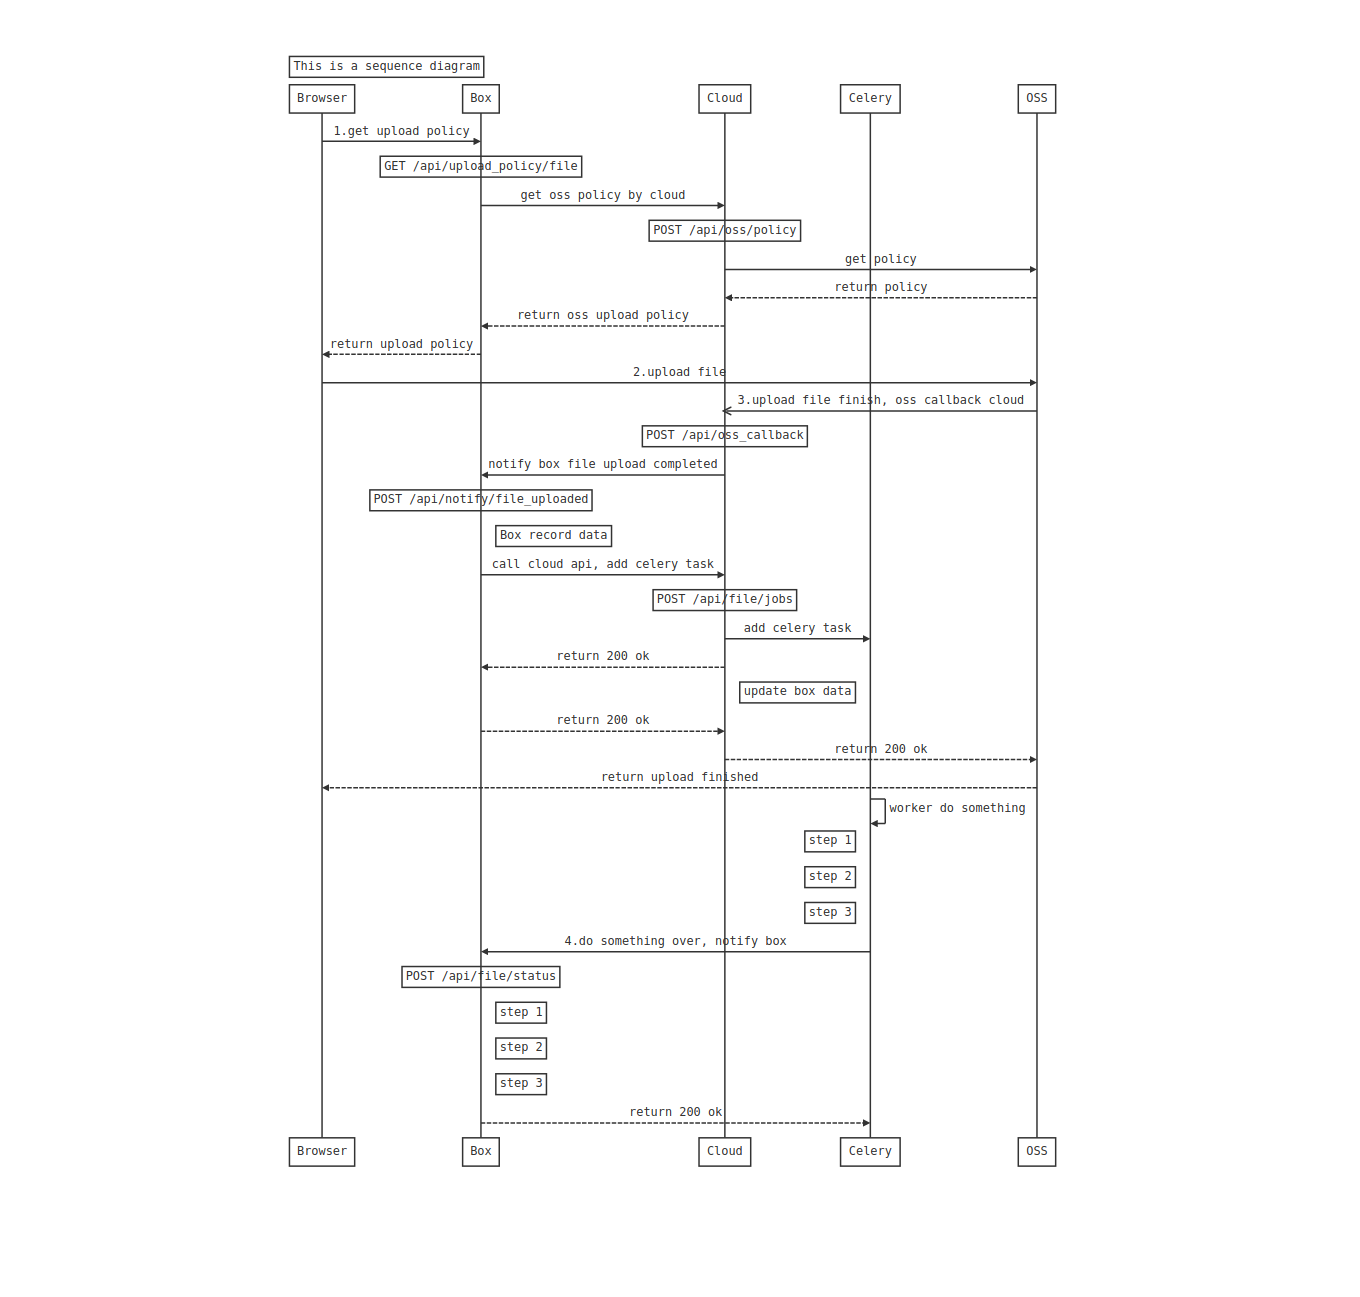 This is a sequence diagram
Browser Box Cloud Celery OSS
1.get upload policy
GET /api/upload_policy/file
get oss policy by cloud
POST /api/oss/policy
get policy
return policy
return oss upload policy
return upload policy
2.upload file
3.upload file finish, oss callback cloud
POST /api/oss_callback
notify box file upload completed
POST /api/notify/file_uploaded
Box record data
call cloud api, add celery task
POST /api/file/jobs
add celery task
return 200 ok
update box data
return 200 ok
return 200 ok
return upload finished
worker do something
step 1
step 2
step 3
4.do something over, notify box
POST /api/file/status
step 1
step 2
step 3
return 200 ok
Browser Box Cloud Celery OSS